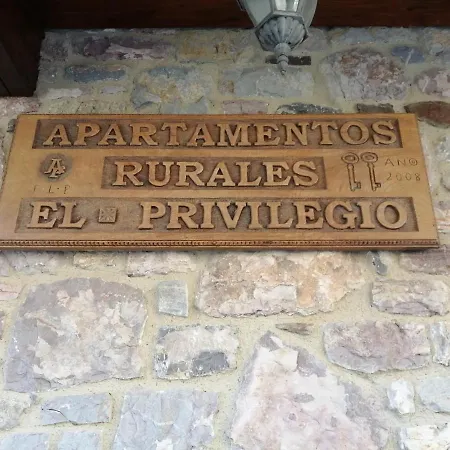 APARTAMENTOS
RURALES
AÑO
2008
EL PRIVILEGIO